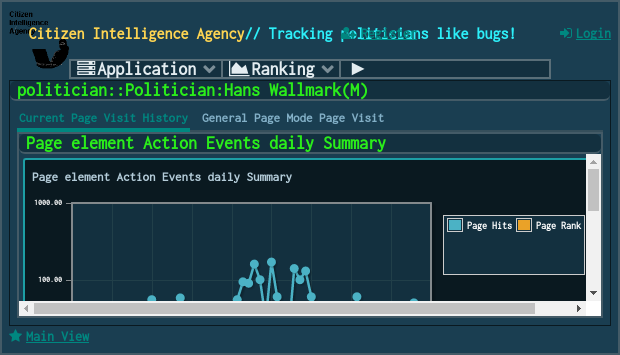 Citizen
Intelligence
Agency
Citizen Intelligence Agency// Tracking politicians like bugs!
Login
Application
Ranking
politician::Politician:Hans Wallmark(M)
Current Page Visit History
General Page Mode Page Visit
Page element Action Events daily Summary
Page element Action Events daily Summary
1000.00
Page Hits
Page Rank
100.00
Main View